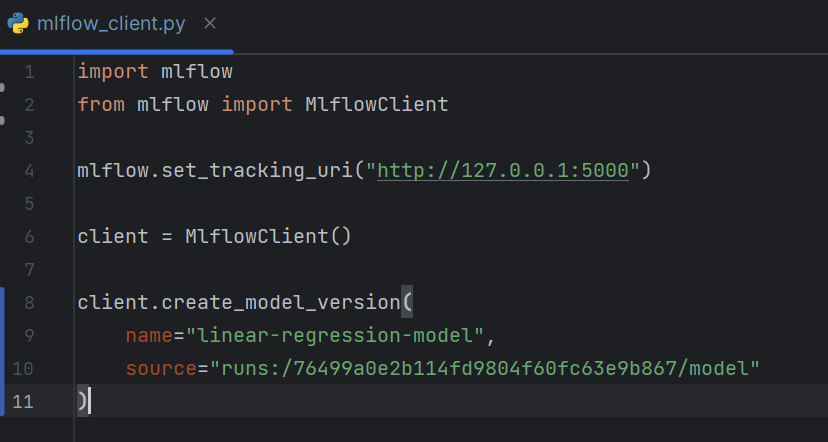 mlflow_client.py
1 import mlflow
2 from mlflow import MlflowClient
3
4 mlflow.set_tracking_uri("http://127.0.0.1:5000")
5
6 client = MlflowClient()
7
8 client.create_model_version(
9     name="linear-regression-model",
10     source="runs:/76499a0e2b114fd9804f60fc63e9b867/model"
11 )